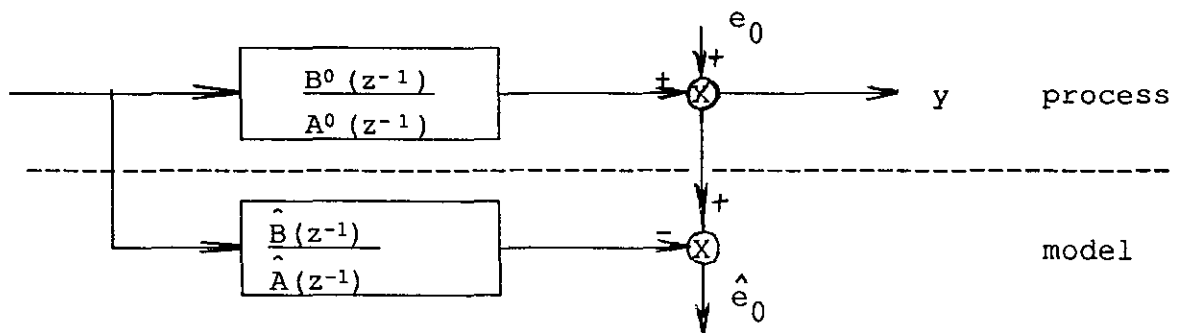 e₀
+
B⁰ (z⁻¹)
A⁰ (z⁻¹)
±
X
y
process
+
B̂(z⁻¹)
Â(z⁻¹)
-
X
model
ê₀